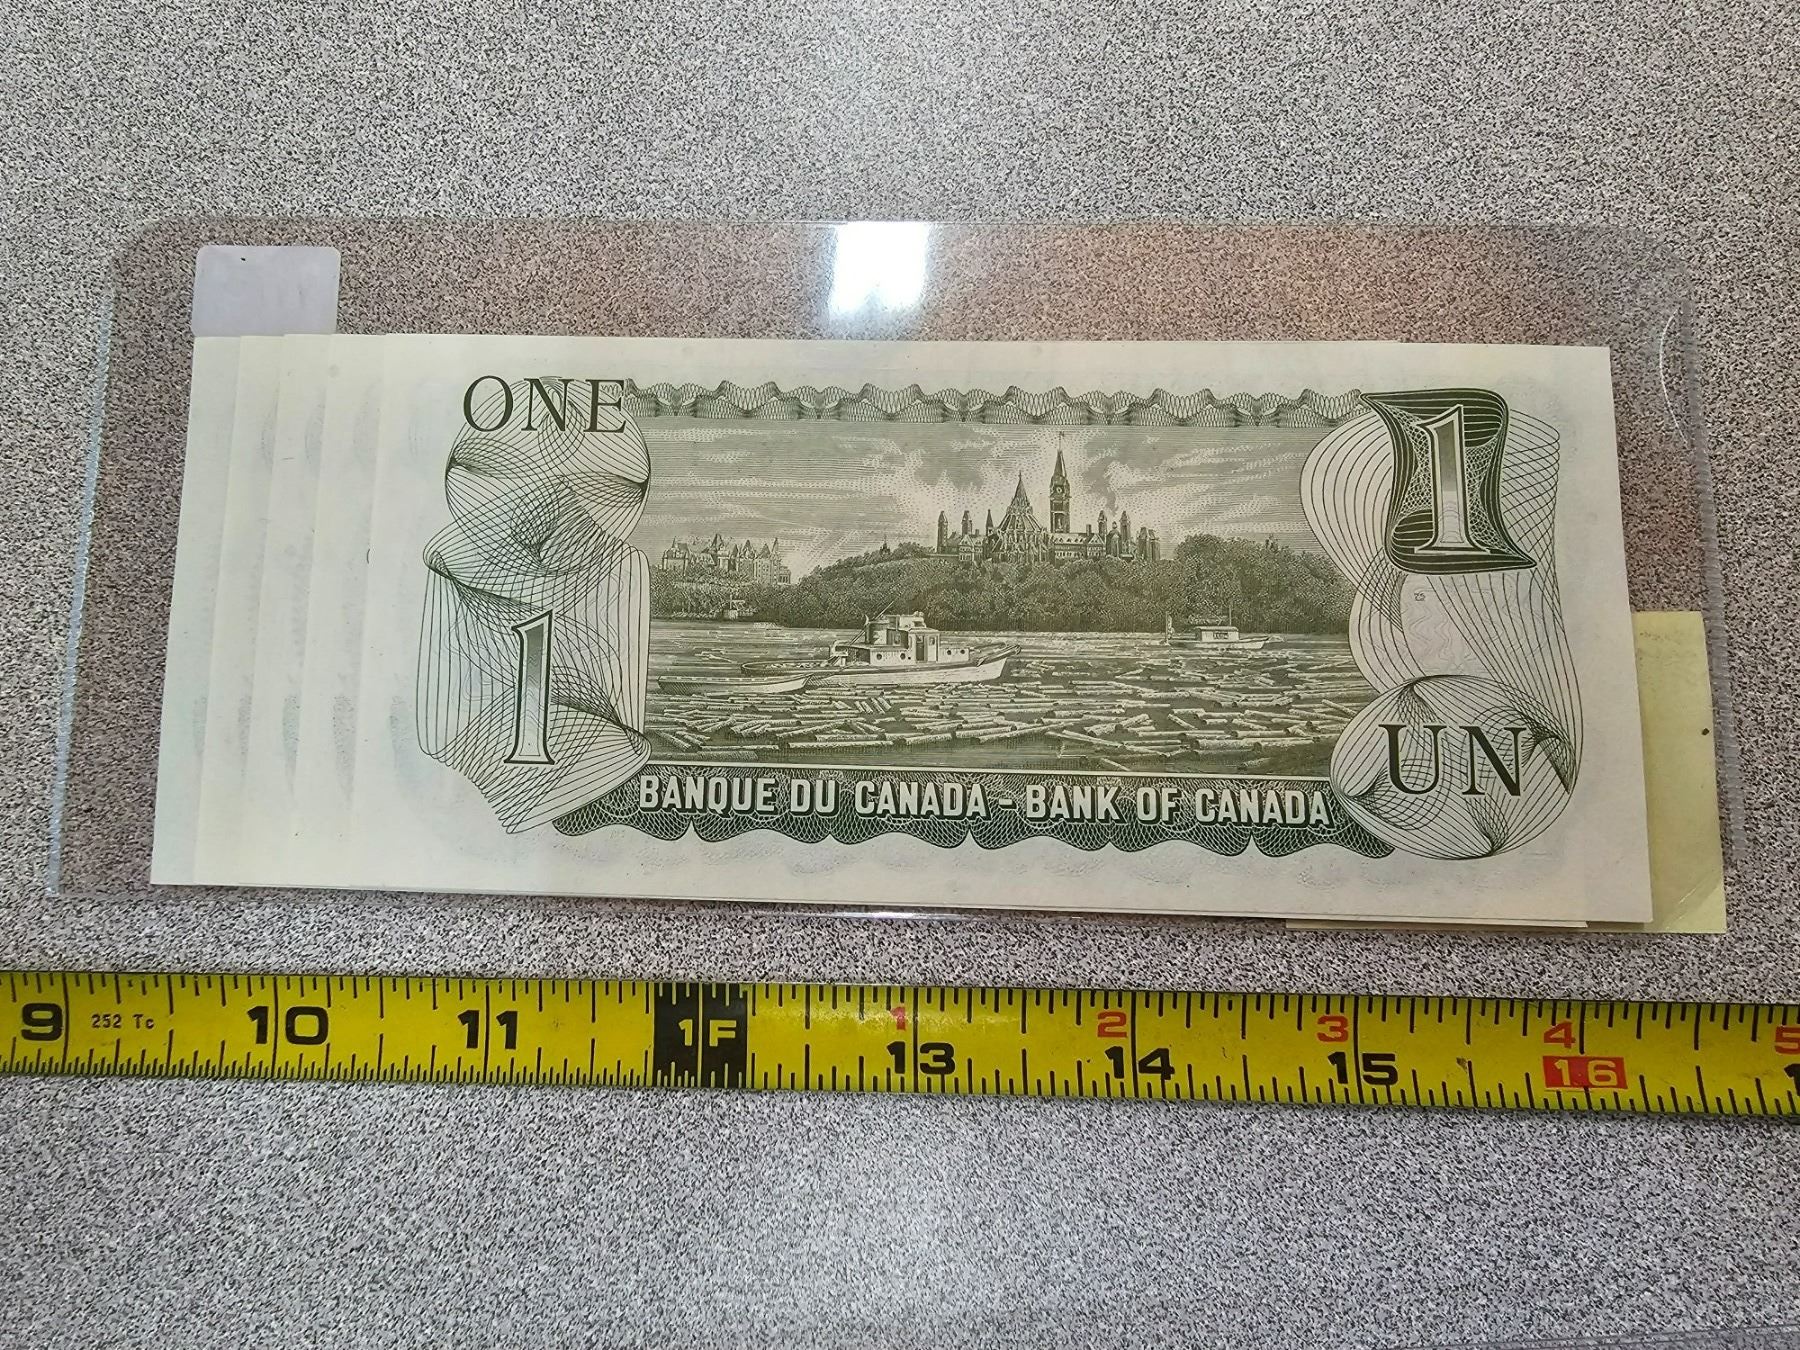 ONE
1
1
BANQUE DU CANADA - BANK OF CANADA
UN
9 252 Tc 10 11 1F 1 2 3 4 5
13 14 15 16